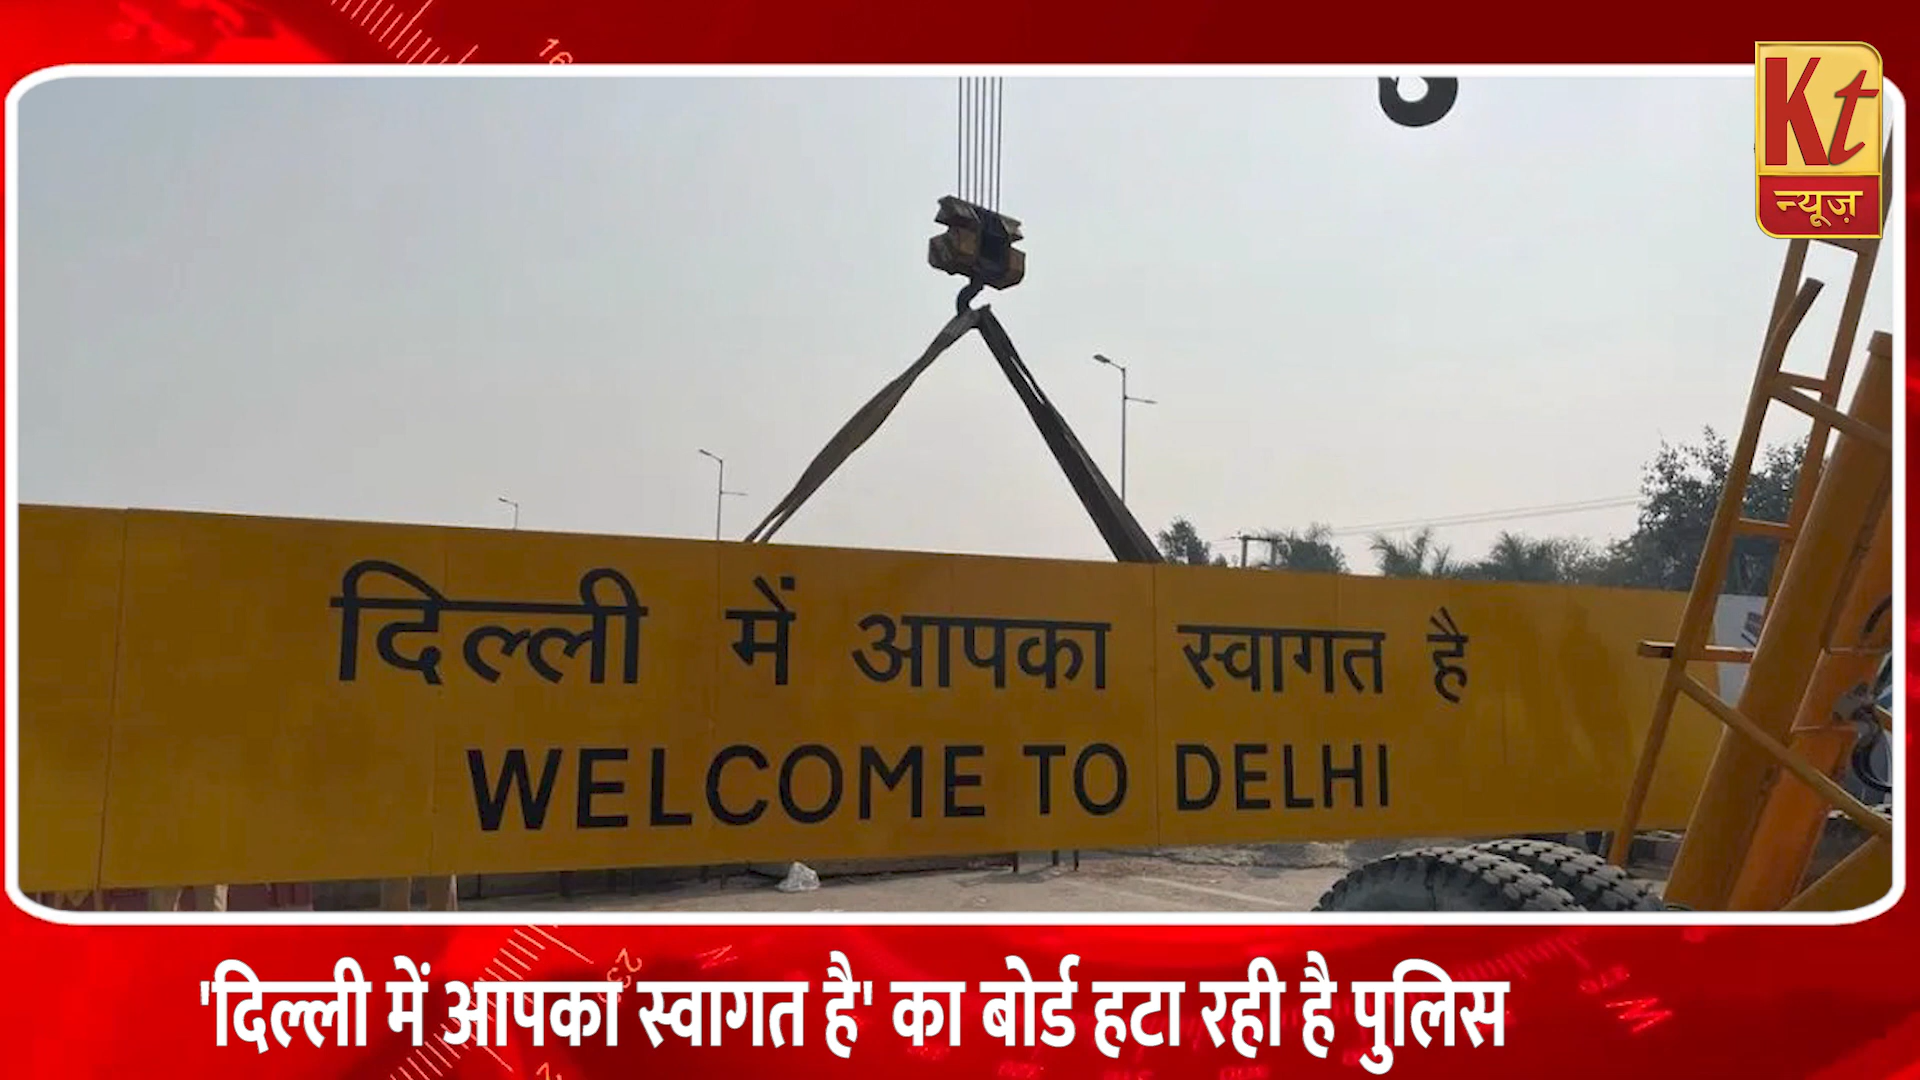 Kt
न्यूज़
दिल्ली में आपका स्वागत है
WELCOME TO DELHI
'दिल्ली में आपका स्वागत है' का बोर्ड हटा रही है पुलिस